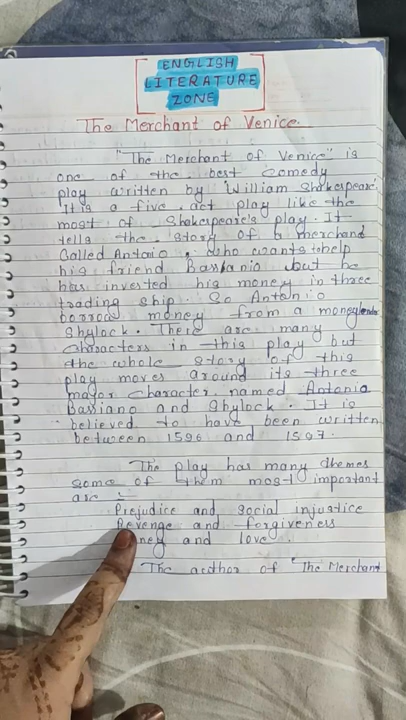 ENGLISH
LITERATURE
ZONE
The Merchant of Venice.
"The Merchant of Venice" is
one of the best comedy
play written by William Shakespeare.
It is a five act play like the
most of Shakespeare's play. It
tells the story of a merchand
Called Antonio, who wants to help
his friend Bassanio but he
has invested his money in three
trading ship. So Antonio
borrow money from a moneylender
Shylock. There are many
characters in this play but
the whole story of this
play moves around its three
major character named Antonio
Bassiano and Shylock. It is
believed to have been written
between 1596 and 1597.
The play has many themes
some of them most important
are :-
Prejudice and social injustice
Revenge and forgiveness
and love.
The author of "The Merchant